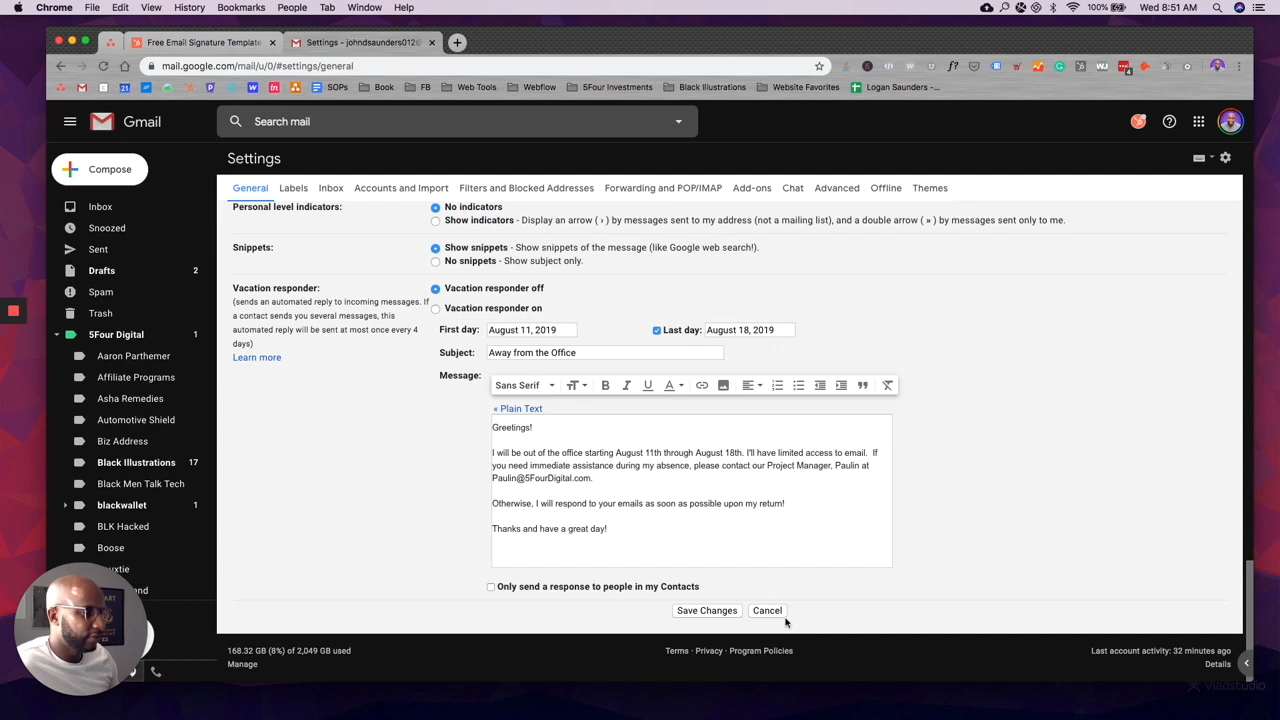 Chrome File Edit View History Bookmarks People Tab Window Help
100% Wed 8:51 AM
Free Email Signature Template
Settings - johndsaunders012@
mail.google.com/mail/u/0/#settings/general
SOPs Book FB Web Tools Webflow 5Four Investments Black Illustrations Website Favorites Logan Saunders -...
Gmail
Search mail
Compose
Settings
General Labels Inbox Accounts and Import Filters and Blocked Addresses Forwarding and POP/IMAP Add-ons Chat Advanced Offline Themes
Inbox
Snoozed
Sent
Drafts 2
Spam
Trash
5Four Digital 1
Aaron Parthemer
Affiliate Programs
Asha Remedies
Automotive Shield
Biz Address
Black Illustrations 17
Black Men Talk Tech
blackwallet 1
BLK Hacked
Boose
Personal level indicators:
No indicators
Show indicators - Display an arrow ( › ) by messages sent to my address (not a mailing list), and a double arrow ( » ) by messages sent only to me.
Snippets:
Show snippets - Show snippets of the message (like Google web search!).
No snippets - Show subject only.
Vacation responder:
(sends an automated reply to incoming messages. If
a contact sends you several messages, this
automated reply will be sent at most once every 4
days)
Learn more
Vacation responder off
Vacation responder on
First day: August 11, 2019 Last day: August 18, 2019
Subject: Away from the Office
Message:
Sans Serif
« Plain Text
Greetings!
I will be out of the office starting August 11th through August 18th. I'll have limited access to email. If
you need immediate assistance during my absence, please contact our Project Manager, Paulin at
Paulin@5FourDigital.com.
Otherwise, I will respond to your emails as soon as possible upon my return!
Thanks and have a great day!
Only send a response to people in my Contacts
Save Changes Cancel
168.32 GB (8%) of 2,049 GB used
Manage
Terms · Privacy · Program Policies
Last account activity: 32 minutes ago
Details
Vladstudio